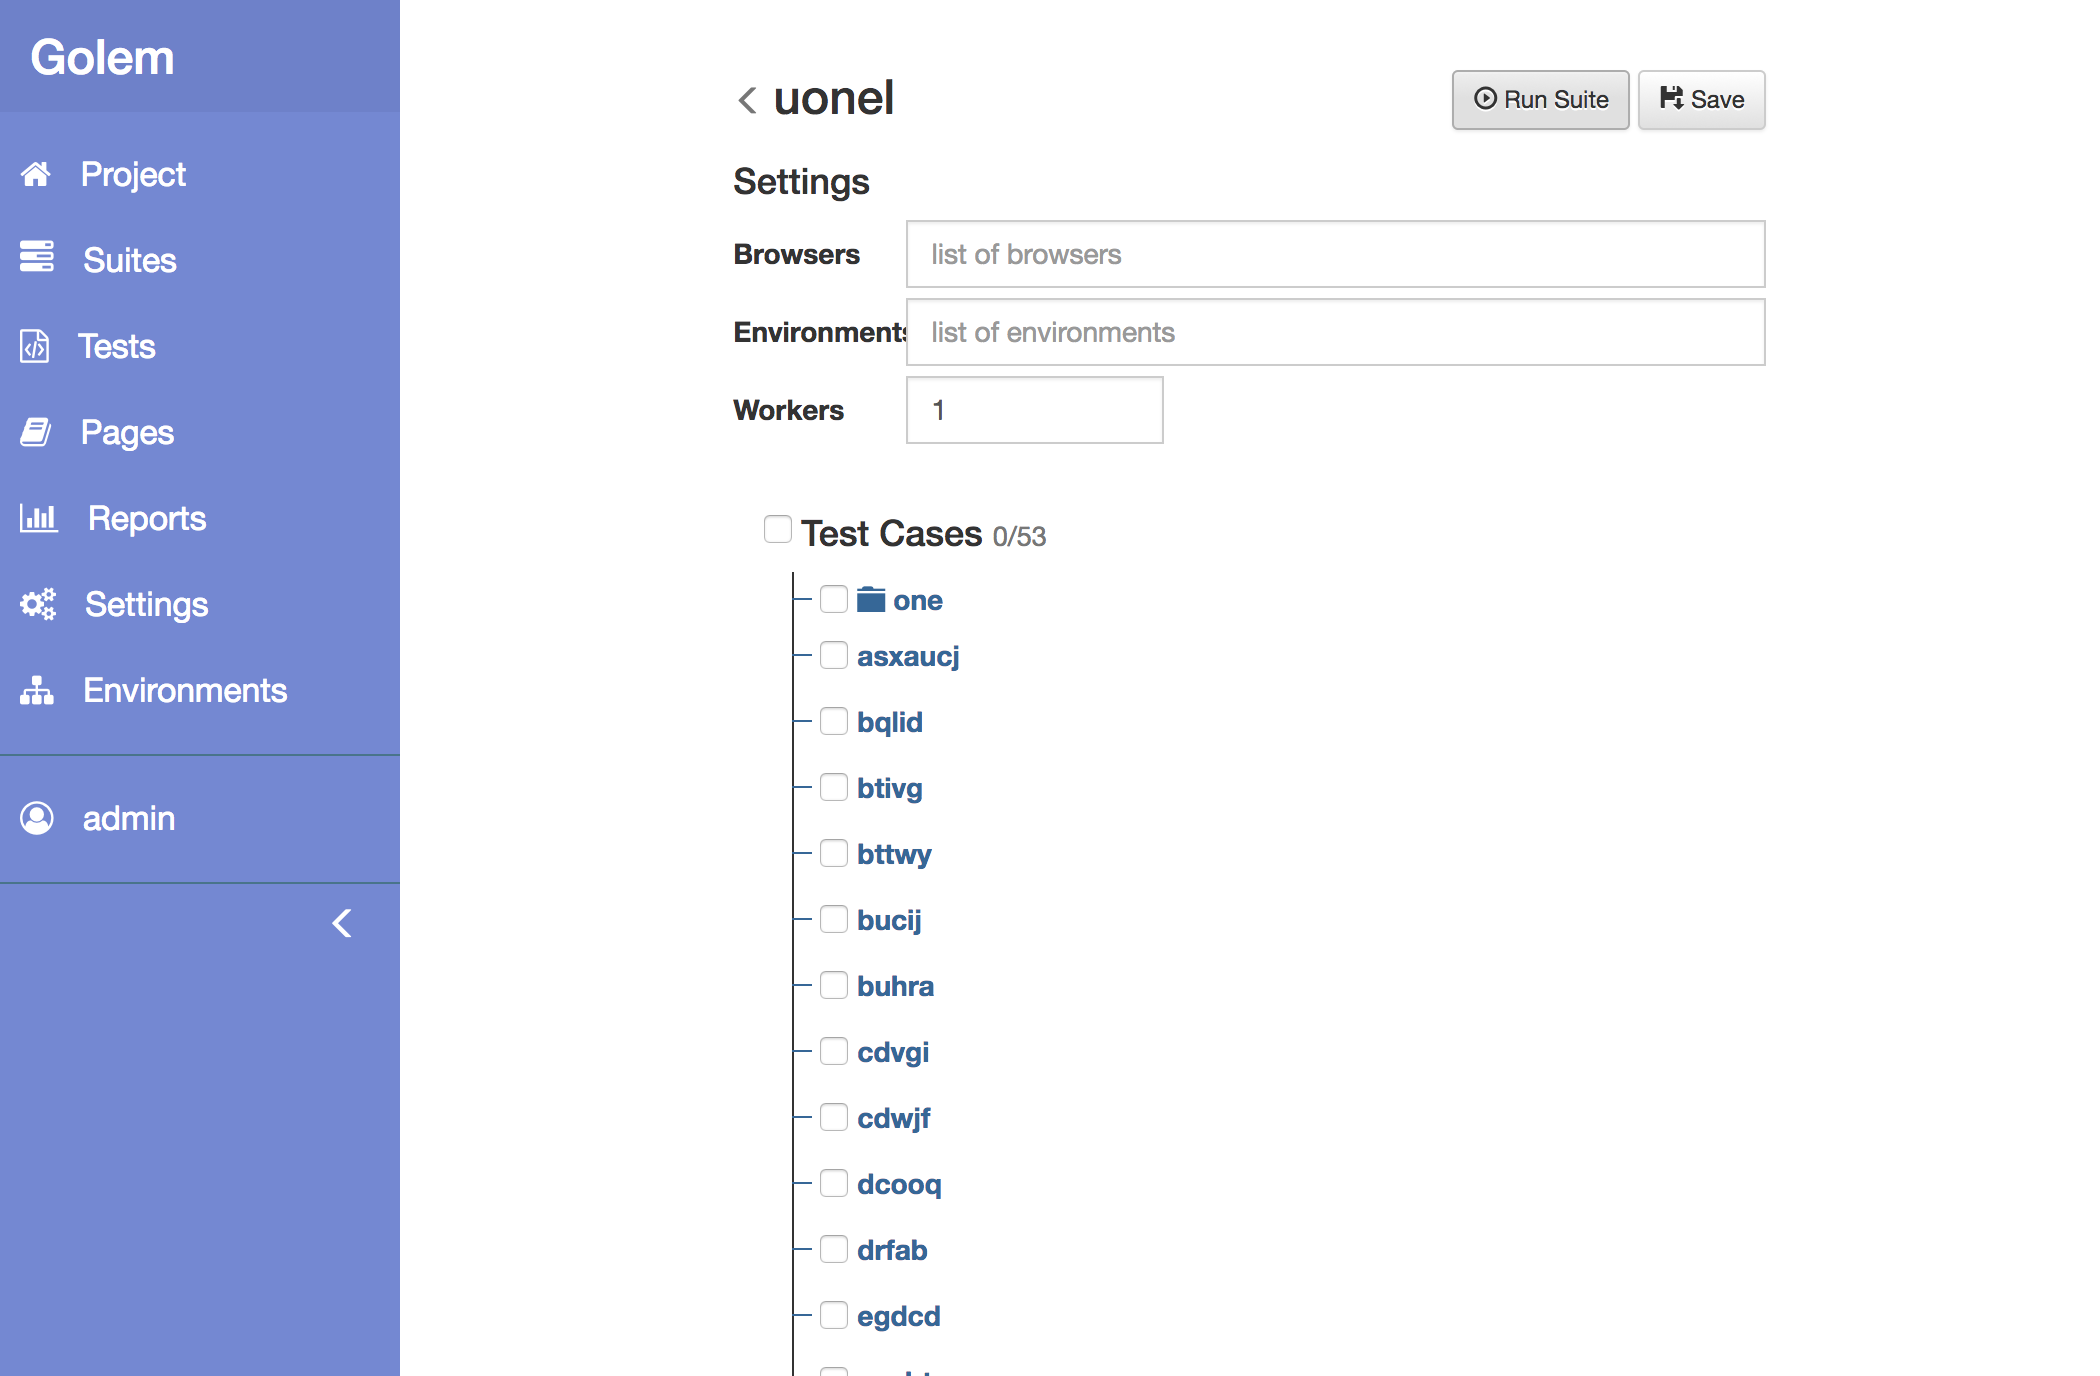 Golem
Project
Suites
Tests
Pages
Reports
Settings
Environments
admin
uonel
Run Suite
Save
Settings
Browsers
list of browsers
Environments
list of environments
Workers
1
Test Cases 0/53
one
asxaucj
bqlid
btivg
bttwy
bucij
buhra
cdvgi
cdwjf
dcooq
drfab
egdcd